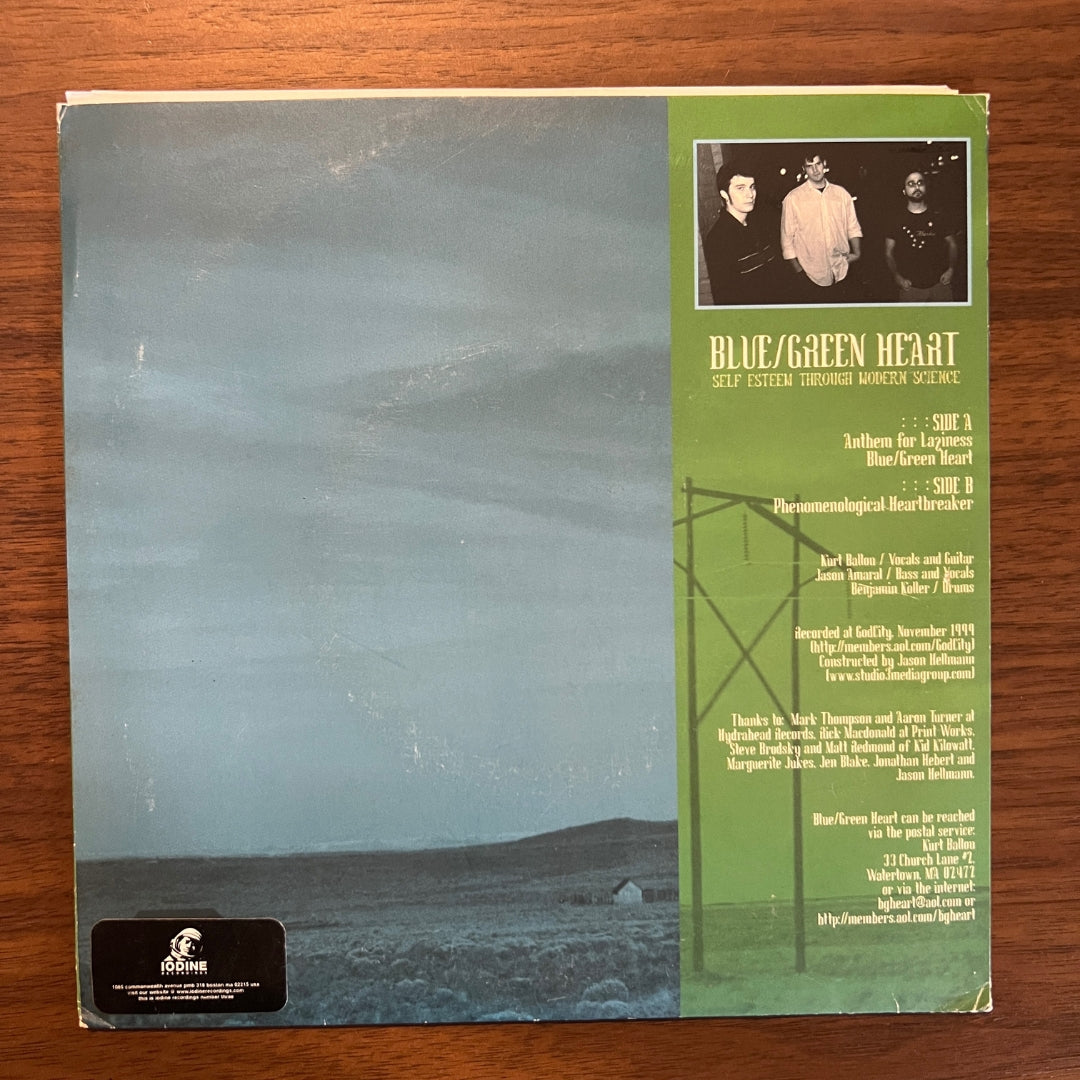 BLUE/GREEN HEART
SELF ESTEEM THROUGH MODERN SCIENCE
: : : SIDE A
Anthem for Laziness
Blue/Green Heart
: : : SIDE B
Phenomenological Heartbreaker
Kurt Ballou / Vocals and Guitar
Jason Amaral / Bass and Vocals
Benjamin Koller / Drums
Recorded at GodCity, November 1999
(http://members.aol.com/GodCity)
Constructed by Jason Hellmann
(www.studio3mediagroup.com)
Thanks to: Mark Thompson and Aaron Turner at
Hydrahead Records, Rick Macdonald at Print Works,
Steve Brodsky and Matt Redmond of Kid Kilowatt,
Marguerite Jukes, Jen Blake, Jonathan Hebert and
Jason Hellmann.
Blue/Green Heart can be reached
via the postal service:
Kurt Ballou
33 Church Lane #2,
Watertown, MA 02472
or via the internet:
bgheart@aol.com or
http://members.aol.com/bgheart
IODINE
RECORDINGS
1085 commonwealth avenue pmb 318 boston ma 02215 usa
visit our website @ www.iodinerecordings.com
this is iodine recordings number three